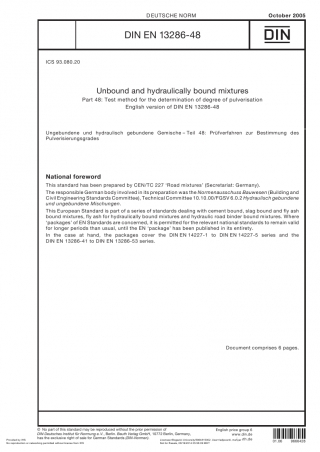 DEUTSCHE NORM
October 2005
DIN EN 13286-48
DIN
ICS 93.080.20
Unbound and hydraulically bound mixtures
Part 48: Test method for the determination of degree of pulverisation
English version of DIN EN 13286-48
Ungebundene und hydraulisch gebundene Gemische – Teil 48: Prüfverfahren zur Bestimmung des
Pulverisierungsgrades
National foreword
This standard has been prepared by CEN/TC 227 'Road mixtures' (Secretariat: Germany).
The responsible German body involved in its preparation was the Normenausschuss Bauwesen (Building and
Civil Engineering Standards Committee), Technical Committee 10.10.00/FGSV 6.0.2 Hydraulisch gebundene
und ungebundene Mischungen.
This European Standard is part of a series of standards dealing with cement bound, slag bound and fly ash
bound mixtures, fly ash for hydraulically bound mixtures and hydraulic road binder bound mixtures. Where
'packages' of EN Standards are concerned, it is permitted for the relevant national standards to remain valid
for longer periods than usual, until the EN 'package' has been published in its entirety.
In the case at hand, the packages cover the DIN EN 14227-1 to DIN EN 14227-5 series and the
DIN EN 13286-41 to DIN EN 13286-53 series.
Document comprises 6 pages.
© No part of this standard may be reproduced without the prior permission of
DIN Deutsches Institut für Normung e. V., Berlin. Beuth Verlag GmbH, 10772 Berlin, Germany,
has the exclusive right of sale for German Standards (DIN-Normen).
English price group 6
www.beuth.de